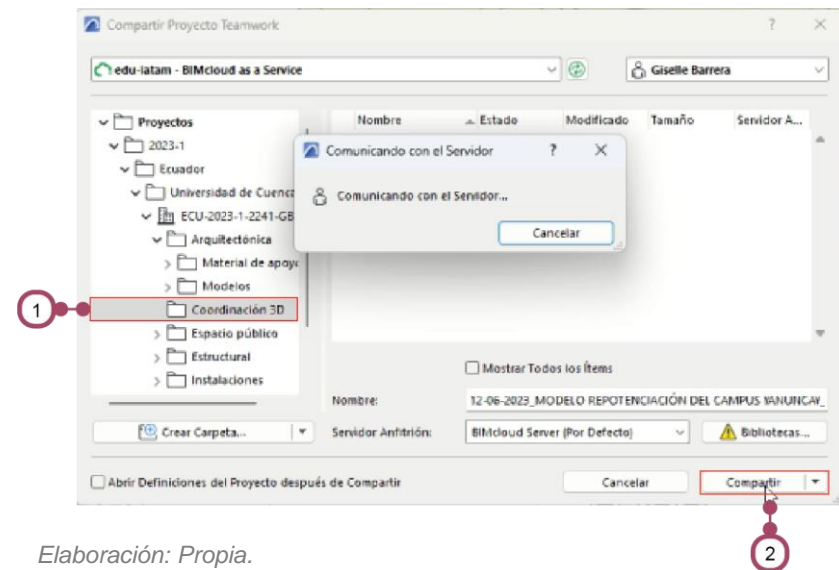 Compartir Proyecto Teamwork
edu-latam - BIMcloud as a Service
Giselle Barrera
Nombre Estado Modificado Tamaño Servidor A...
Proyectos
2023-1
Ecuador
Universidad de Cuenca
ECU-2023-1-2241-GB
Arquitectónica
Material de apoyo
Modelos
Coordinación 3D
Espacio público
Estructural
Instalaciones
Comunicando con el Servidor
Comunicando con el Servidor...
Cancelar
1
Mostrar Todos los Ítems
Nombre: 12-06-2023_MODELO REPOTENCIACIÓN DEL CAMPUS YANUNCAY_
Crear Carpeta...
Servidor Anfitrión: BIMcloud Server (Por Defecto) Bibliotecas...
Abrir Definiciones del Proyecto después de Compartir
Cancelar Compartir
2
Elaboración: Propia.